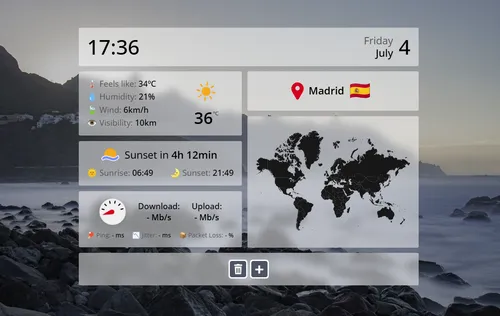 17:36
Friday
July
4
Feels like: 34°C
Humidity: 21%
Wind: 6km/h
Visibility: 10km
36°C
Sunset in 4h 12min
Sunrise: 06:49
Sunset: 21:49
Download:
- Mb/s
Upload:
- Mb/s
Ping: - ms
Jitter: - ms
Packet Loss: - %
Madrid